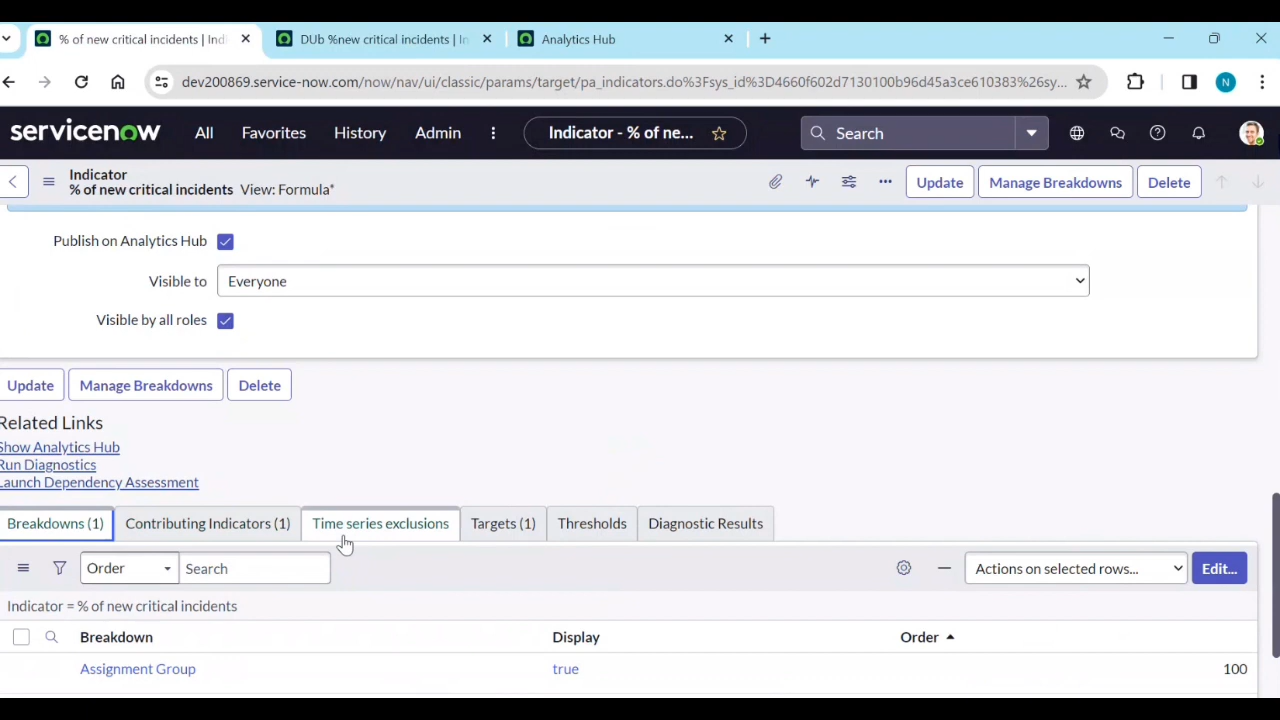 % of new critical incidents | Ind
DUb %new critical incidents | In
Analytics Hub
dev200869.service-now.com/now/nav/ui/classic/params/target/pa_indicators.do%3Fsys_id%3D4660f602d7130100b96d45a3ce610383%26sy...
N
servicenow
All
Favorites
History
Admin
Indicator - % of ne...
Search
Indicator
% of new critical incidents View: Formula*
Update
Manage Breakdowns
Delete
Publish on Analytics Hub
Visible to
Everyone
Visible by all roles
Update
Manage Breakdowns
Delete
Related Links
Show Analytics Hub
Run Diagnostics
Launch Dependency Assessment
Breakdowns (1)
Contributing Indicators (1)
Time series exclusions
Targets (1)
Thresholds
Diagnostic Results
Order
Search
Actions on selected rows...
Edit...
Indicator = % of new critical incidents
Breakdown
Display
Order
Assignment Group
true
100